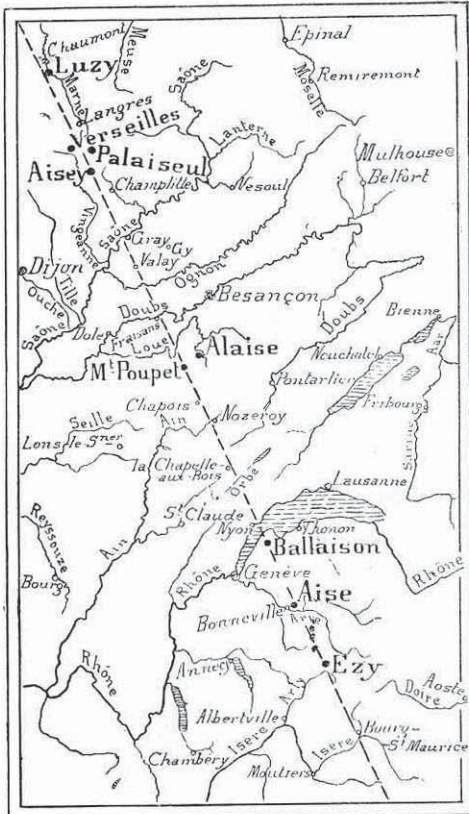 Chaumont
Luzy
Marne
Meuse
Saône
Epinal
Moselle
Remiremont
Langres
Verseilles
Palaiseul
Aisey
Champlitte
Lanterne
Vesoul
Mulhouse
Belfort
Vingeanne
Saône
Gray
Gy
Valay
Ognon
Dijon
Ouche
Tille
Saône
Besançon
Doubs
Dole
Fraisans
Loue
Doubs
Alaise
Mt Poupet
Bienne
Neuchatel
Aar
Pontarlier
Fribourg
Sarine
Chapois
Ain
Nozeroy
Seille
Lons-le-Sner
la Chapelle-
aux-Bois
Orbe
Lausanne
St Claude
Nyon
Thonon
Ballaison
Reyssouze
Ain
Bourg
Rhône
Genève
Rhône
Aise
Bonneville
Arve
Ezy
Rhône
Annecy
Arly
Aoste
Doire
Albertville
Isère
Bourg-
St Maurice
Isère
Chambéry
Moutiers